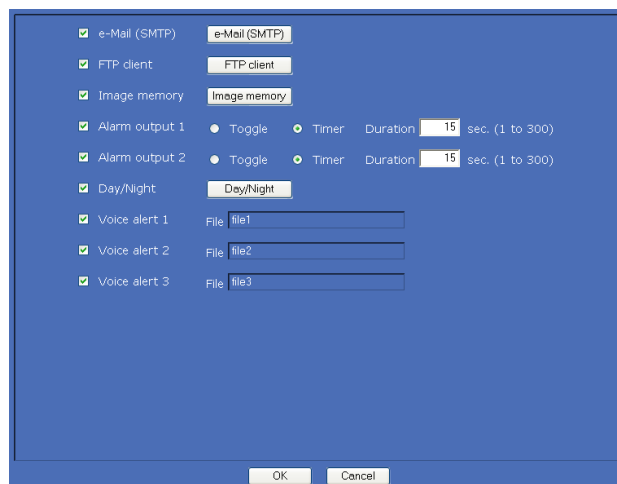 e-Mail (SMTP) e-Mail (SMTP)
FTP client FTP client
Image memory Image memory
Alarm output 1 Toggle Timer Duration 15 sec. (1 to 300)
Alarm output 2 Toggle Timer Duration 15 sec. (1 to 300)
Day/Night Day/Night
Voice alert 1 File file1
Voice alert 2 File file2
Voice alert 3 File file3
OK Cancel